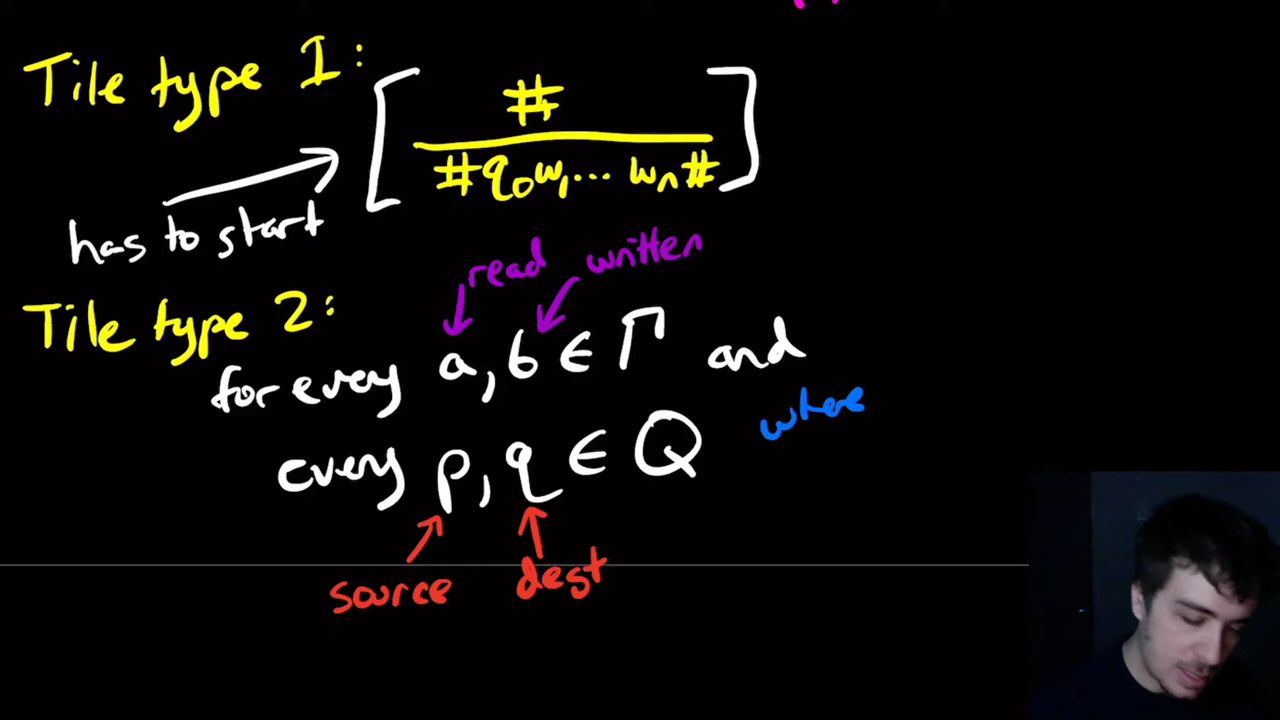 Tile type 1:
#
#q₀w₁... wₙ#
has to start
read written
Tile type 2:
for every a, b ∈ Γ and
where
every p, q ∈ Q
source dest